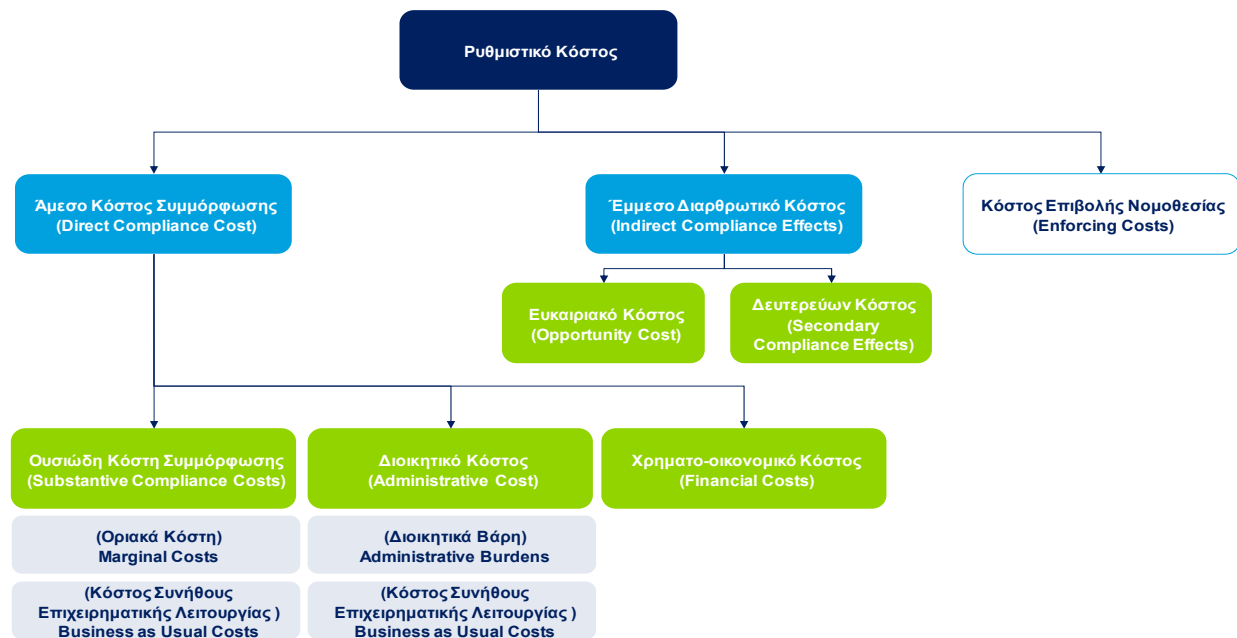 Ρυθμιστικό Κόστος
Άμεσο Κόστος Συμμόρφωσης
(Direct Compliance Cost)
Έμμεσο Διαρθρωτικό Κόστος
(Indirect Compliance Effects)
Κόστος Επιβολής Νομοθεσίας
(Enforcing Costs)
Ευκαιριακό Κόστος
(Opportunity Cost)
Δευτερεύων Κόστος
(Secondary
Compliance Effects)
Ουσιώδη Κόστη Συμμόρφωσης
(Substantive Compliance Costs)
Διοικητικό Κόστος
(Administrative Cost)
Χρηματο-οικονομικό Κόστος
(Financial Costs)
(Οριακά Κόστη)
Marginal Costs
(Διοικητικά Βάρη)
Administrative Burdens
(Κόστος Συνήθους
Επιχειρηματικής Λειτουργίας )
Business as Usual Costs
(Κόστος Συνήθους
Επιχειρηματικής Λειτουργίας )
Business as Usual Costs